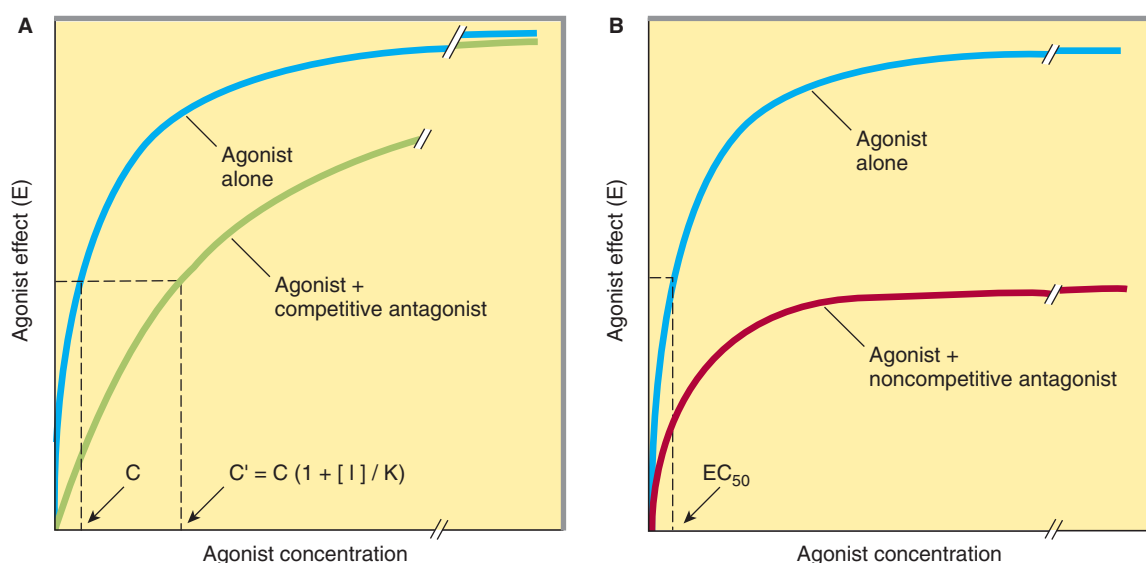 A
Agonist effect (E)
Agonist
alone
Agonist +
competitive antagonist
C
C' = C (1 + [ I ] / K)
Agonist concentration
B
Agonist effect (E)
Agonist
alone
Agonist +
noncompetitive antagonist
EC50
Agonist concentration